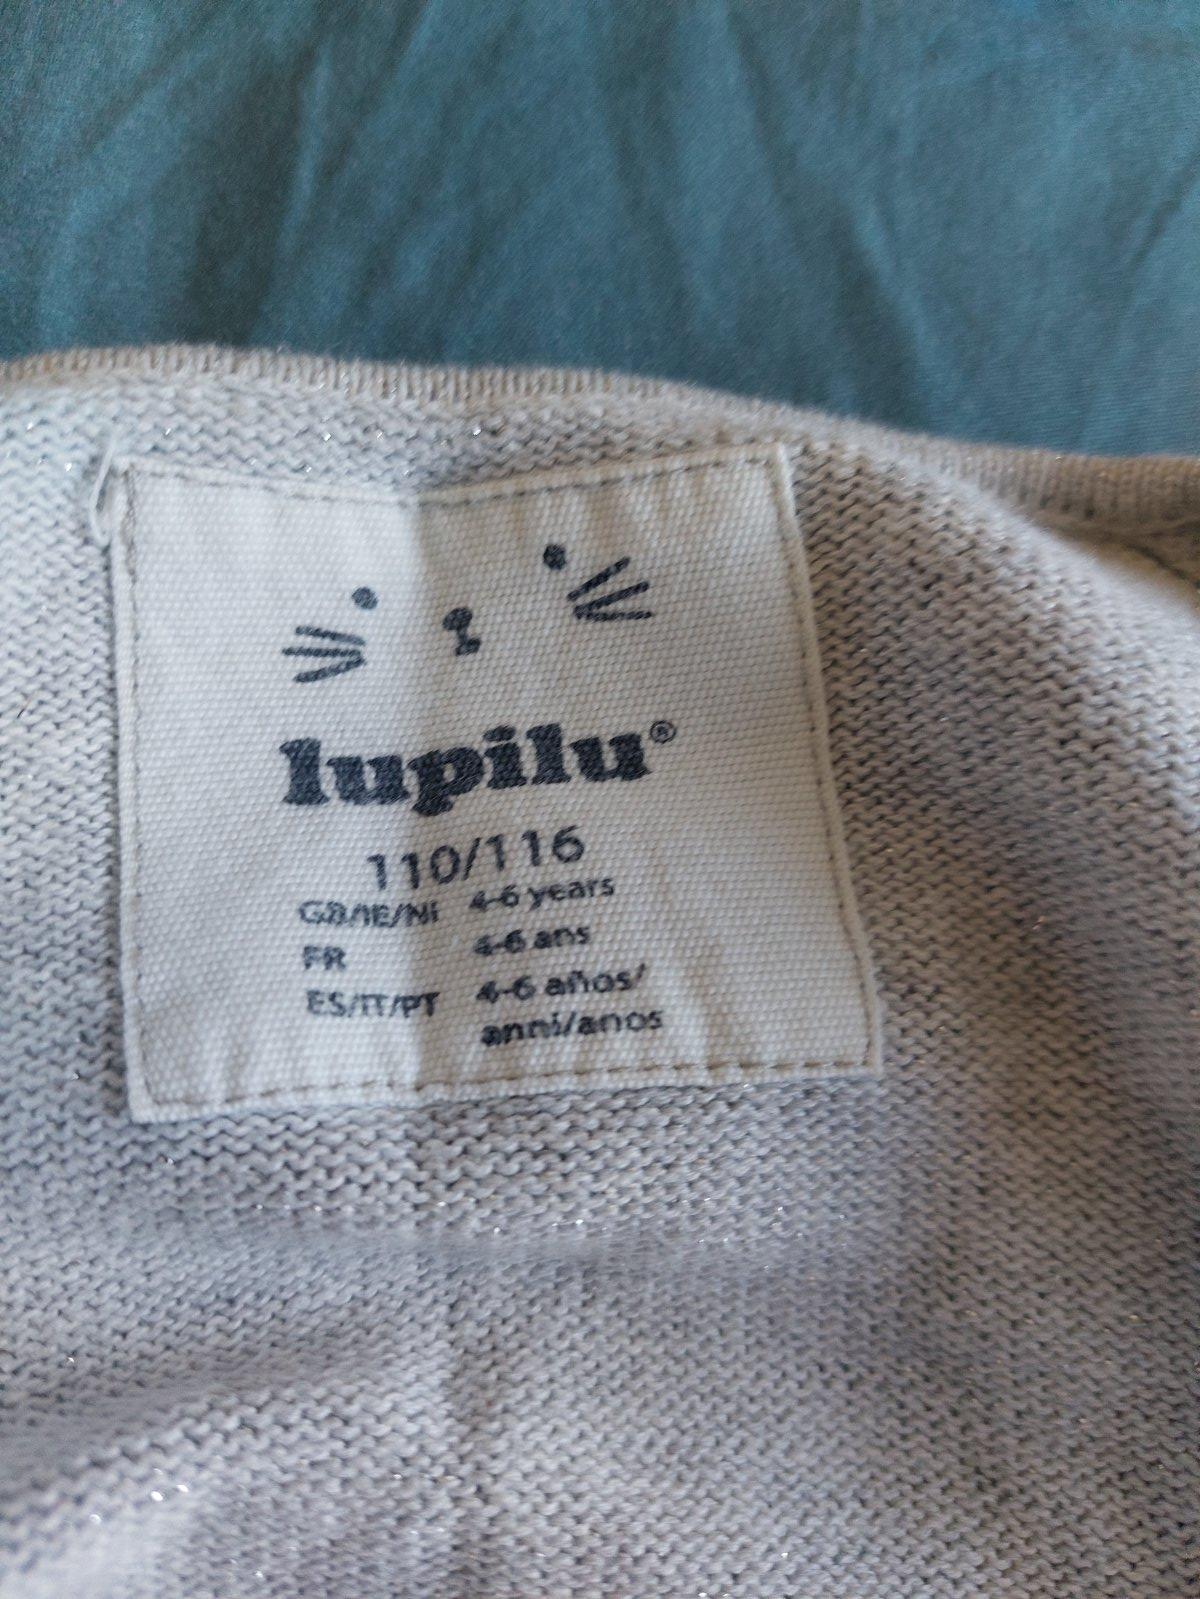 lupilu®
110/116
GB/IE/NI 4-6 years
FR 4-6 ans
ES/IT/PT 4-6 años/
anni/anos